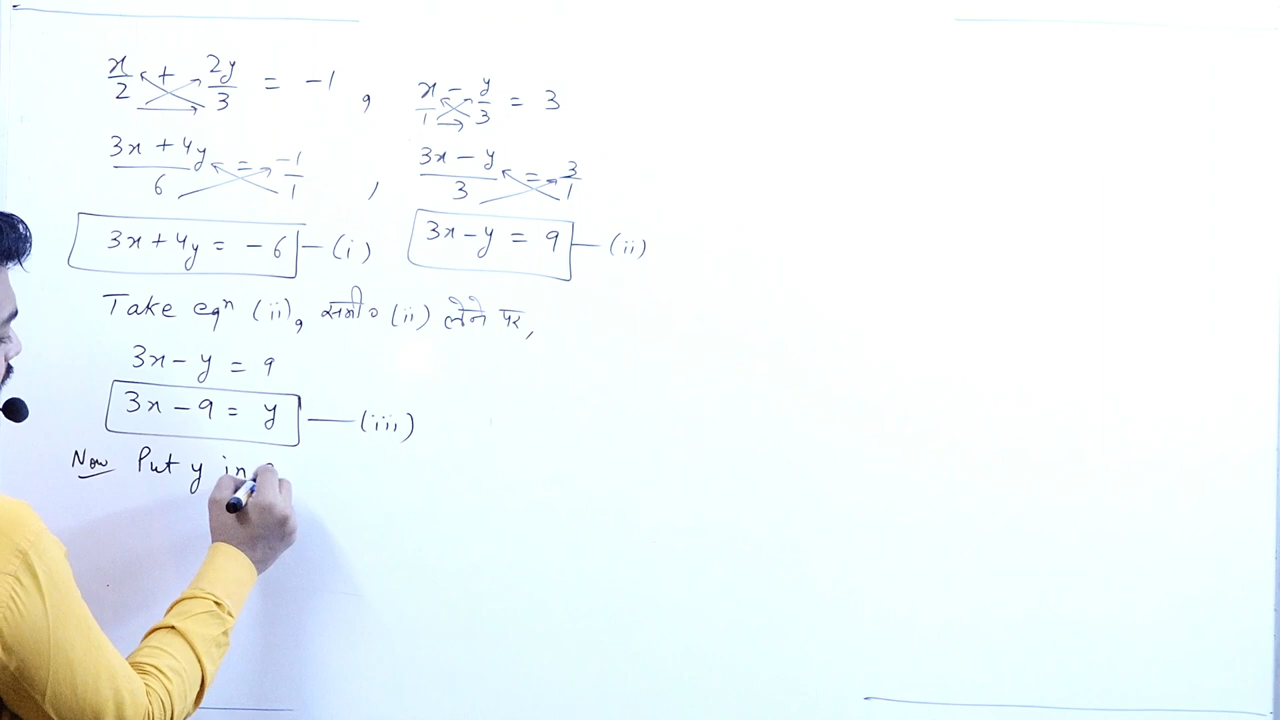 x/2 + 2y/3 = -1 , x/1 - y/3 = 3
3x + 4y/6 = -1/1 , 3x - y/3 = 3/1
3x + 4y = -6 — (i) 3x - y = 9 — (ii)
Take eqⁿ (ii), समी० (ii) लेने पर,
3x - y = 9
3x - 9 = y — (iii)
Now Put y in